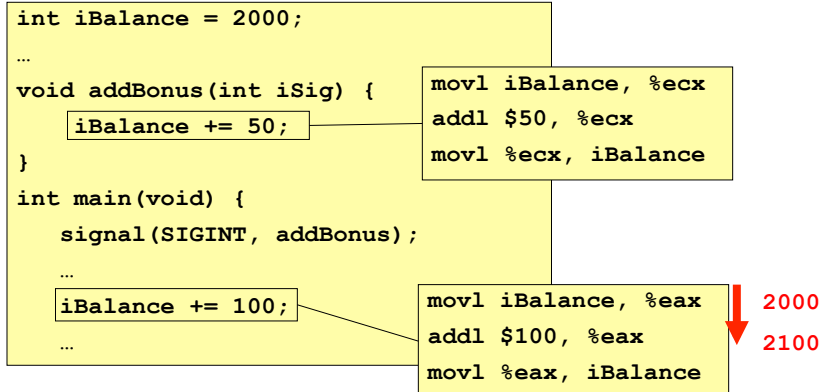 int iBalance = 2000;
…
void addBonus(int iSig) {
iBalance += 50;
}
int main(void) {
signal(SIGINT, addBonus);
…
iBalance += 100;
…
movl iBalance, %ecx
addl $50, %ecx
movl %ecx, iBalance
movl iBalance, %eax 2000
addl $100, %eax 2100
movl %eax, iBalance